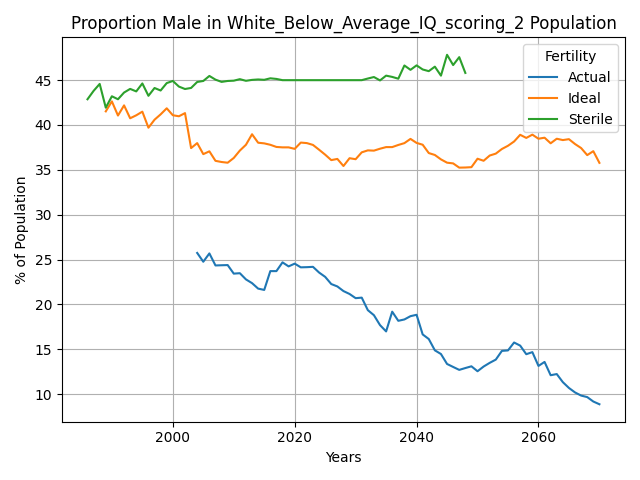 Proportion Male in White_Below_Average_IQ_scoring_2 Population
Fertility
Actual
Ideal
Sterile
% of Population
45
40
35
30
25
20
15
10
2000
2020
2040
2060
Years